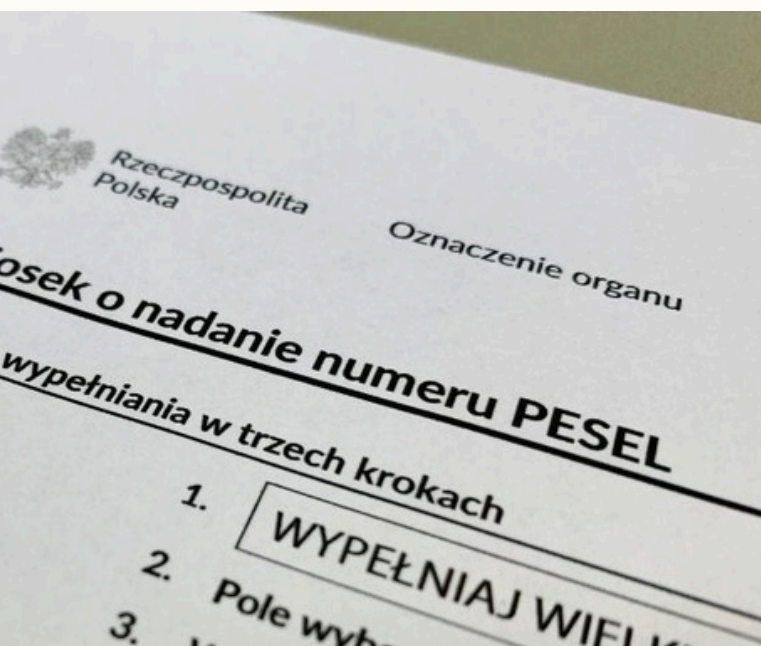 Rzeczpospolita
Polska
Oznaczenie organu
osek o nadanie numeru PESEL
wypełniania w trzech krokach
1. WYPEŁNIAJ
2. Pole
3.